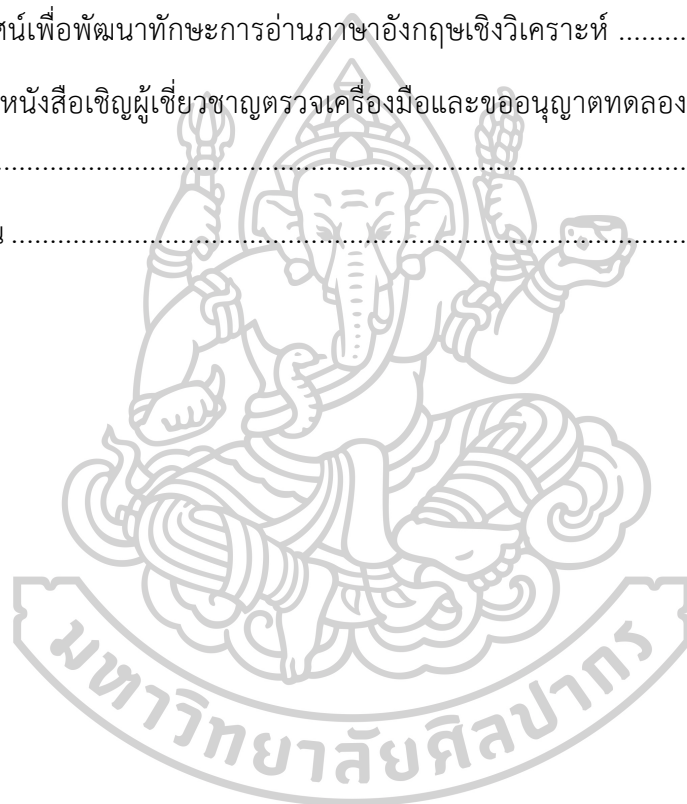 ศน์เพื่อพัฒนาทักษะการอ่านภาษาอังกฤษเชิงวิเคราะห์ .........
หนังสือเชิญผู้เชี่ยวชาญตรวจเครื่องมือและขออนุญาตทดลอง
................................................................................................
น ..............................................................................................
มหาวิทยาลัยศิลปากร